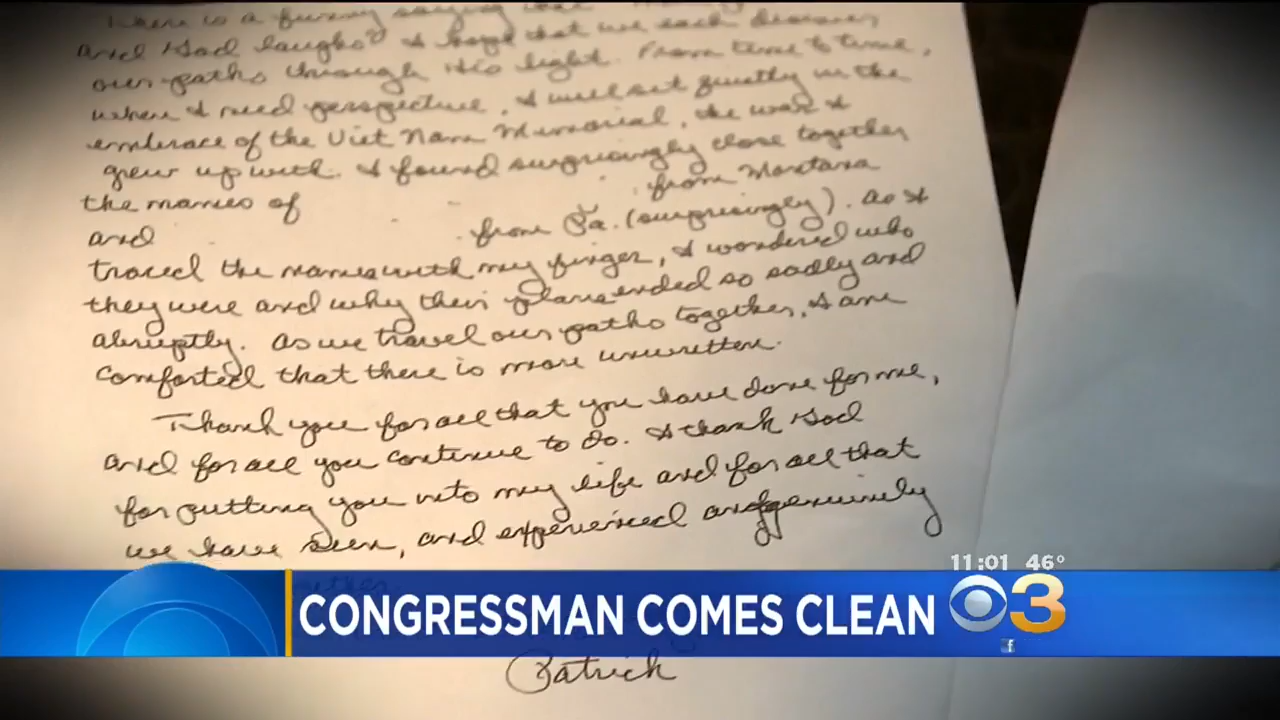 There is a funny saying
and God laughs". I hope that we each discover
our paths through His light. From time to time,
when I need perspective, I will sit quietly in the
embrace of the Viet Nam Memorial, the war I
grew up with. I found surprisingly close together
the names of from Montana
and from Pa. (surprisingly). As I
traced the names with my finger, I wondered who
they were and why their plans ended so sadly and
abruptly. As we travel our paths together, I am
comforted that there is more unwritten.
Thank you for all that you have done for me,
and for all you continue to do. I thank God
for putting you into my life and for all that
we have seen, and experienced and genuinely
11:01 46°
CONGRESSMAN COMES CLEAN
3
f
Patrick